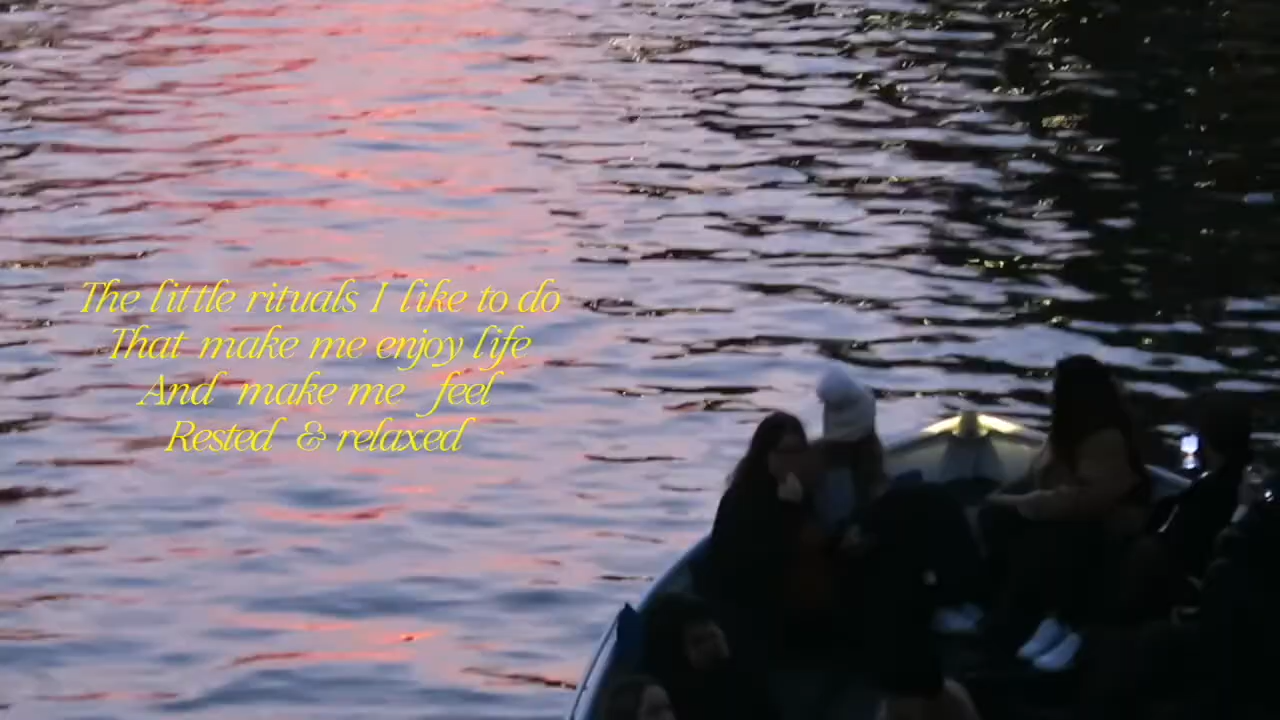 The little rituals I like to do
That make me enjoy life
And make me feel
Rested & relaxed